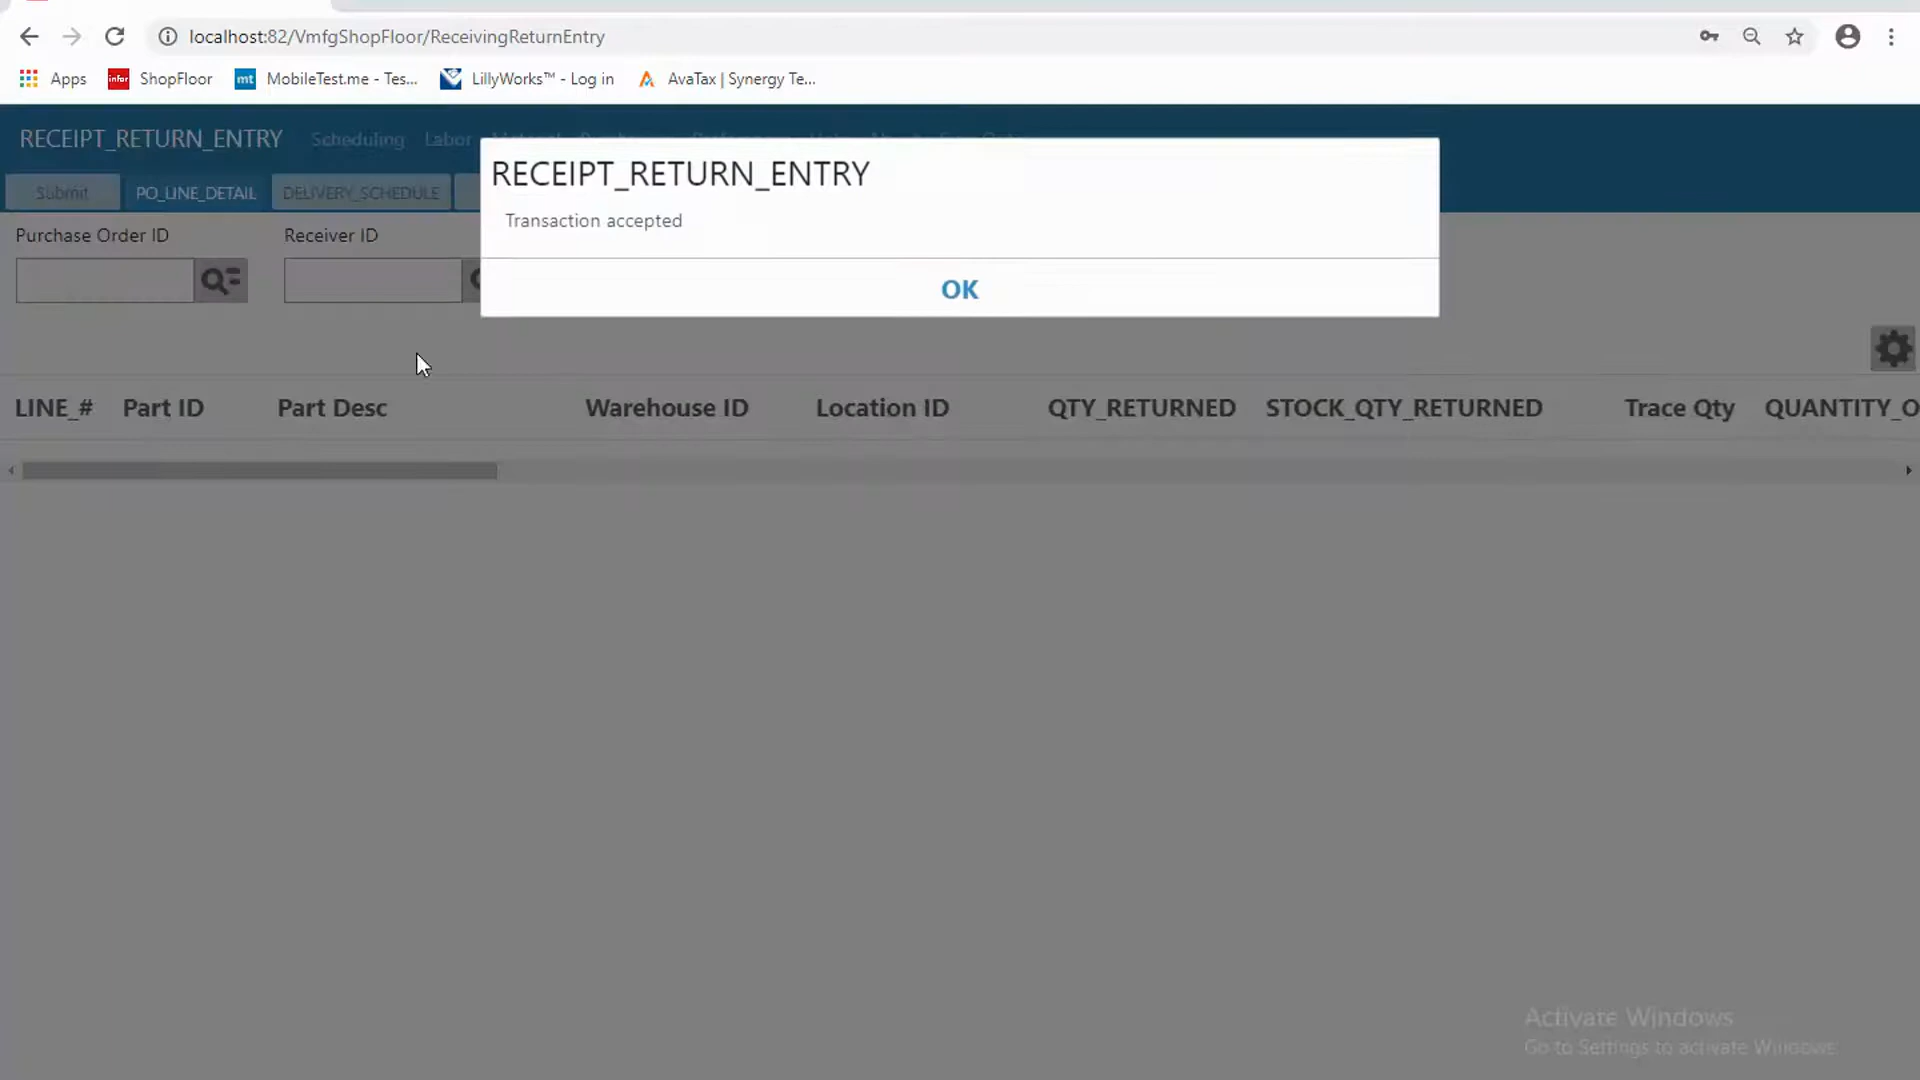 localhost:82/VmfgShopFloor/ReceivingReturnEntry
Apps infor ShopFloor mt MobileTest.me - Tes... LillyWorks™ - Log in AvaTax | Synergy Te...
RECEIPT_RETURN_ENTRY Scheduling Labor
RECEIPT_RETURN_ENTRY
Submit PO_LINE_DETAIL DELIVERY_SCHEDULE
Transaction accepted
Purchase Order ID Receiver ID
OK
LINE_# Part ID Part Desc Warehouse ID Location ID QTY_RETURNED STOCK_QTY_RETURNED Trace Qty QUANTITY_O
Activate Windows
Go to Settings to activate Windows.